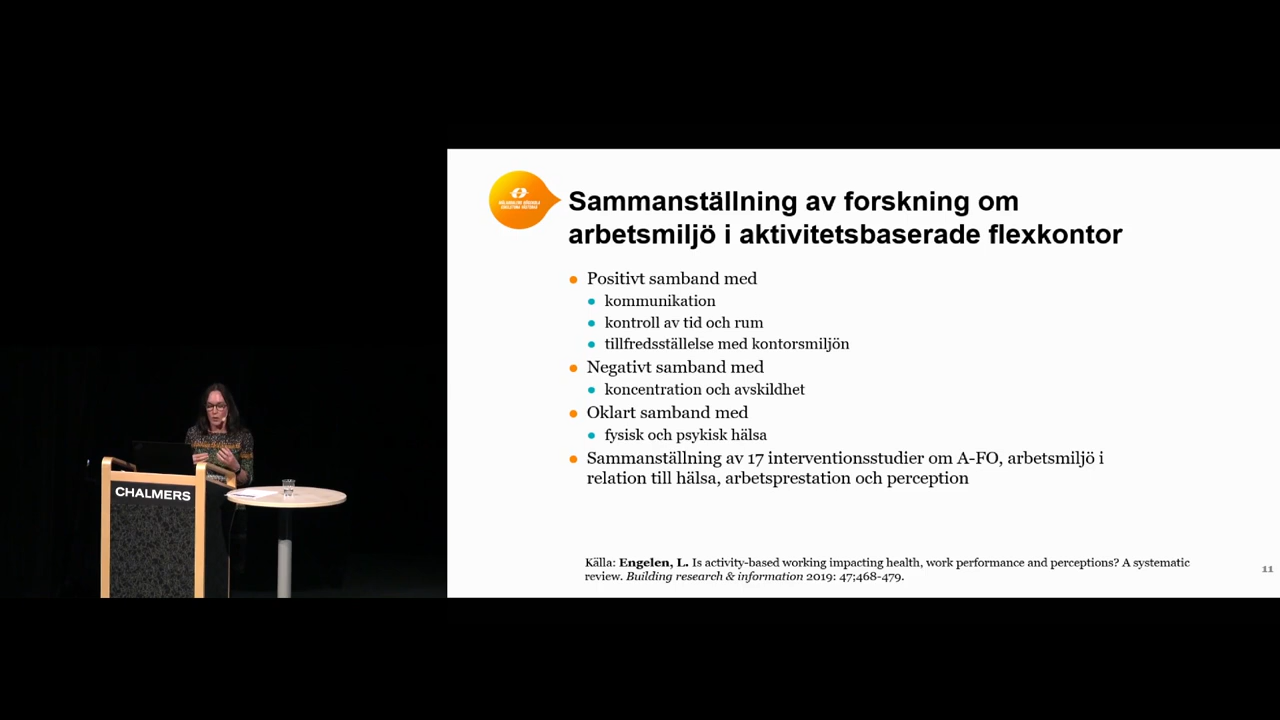 Sammanställning av forskning om
arbetsmiljö i aktivitetsbaserade flexkontor
Positivt samband med
kommunikation
kontroll av tid och rum
tillfredsställelse med kontorsmiljön
Negativt samband med
koncentration och avskildhet
Oklart samband med
fysisk och psykisk hälsa
Sammanställning av 17 interventionsstudier om A-FO, arbetsmiljö i
relation till hälsa, arbetsprestation och perception
Källa: Engelen, L. Is activity-based working impacting health, work performance and perceptions? A systematic
review. Building research & information 2019: 47;468-479.
11
CHALMERS